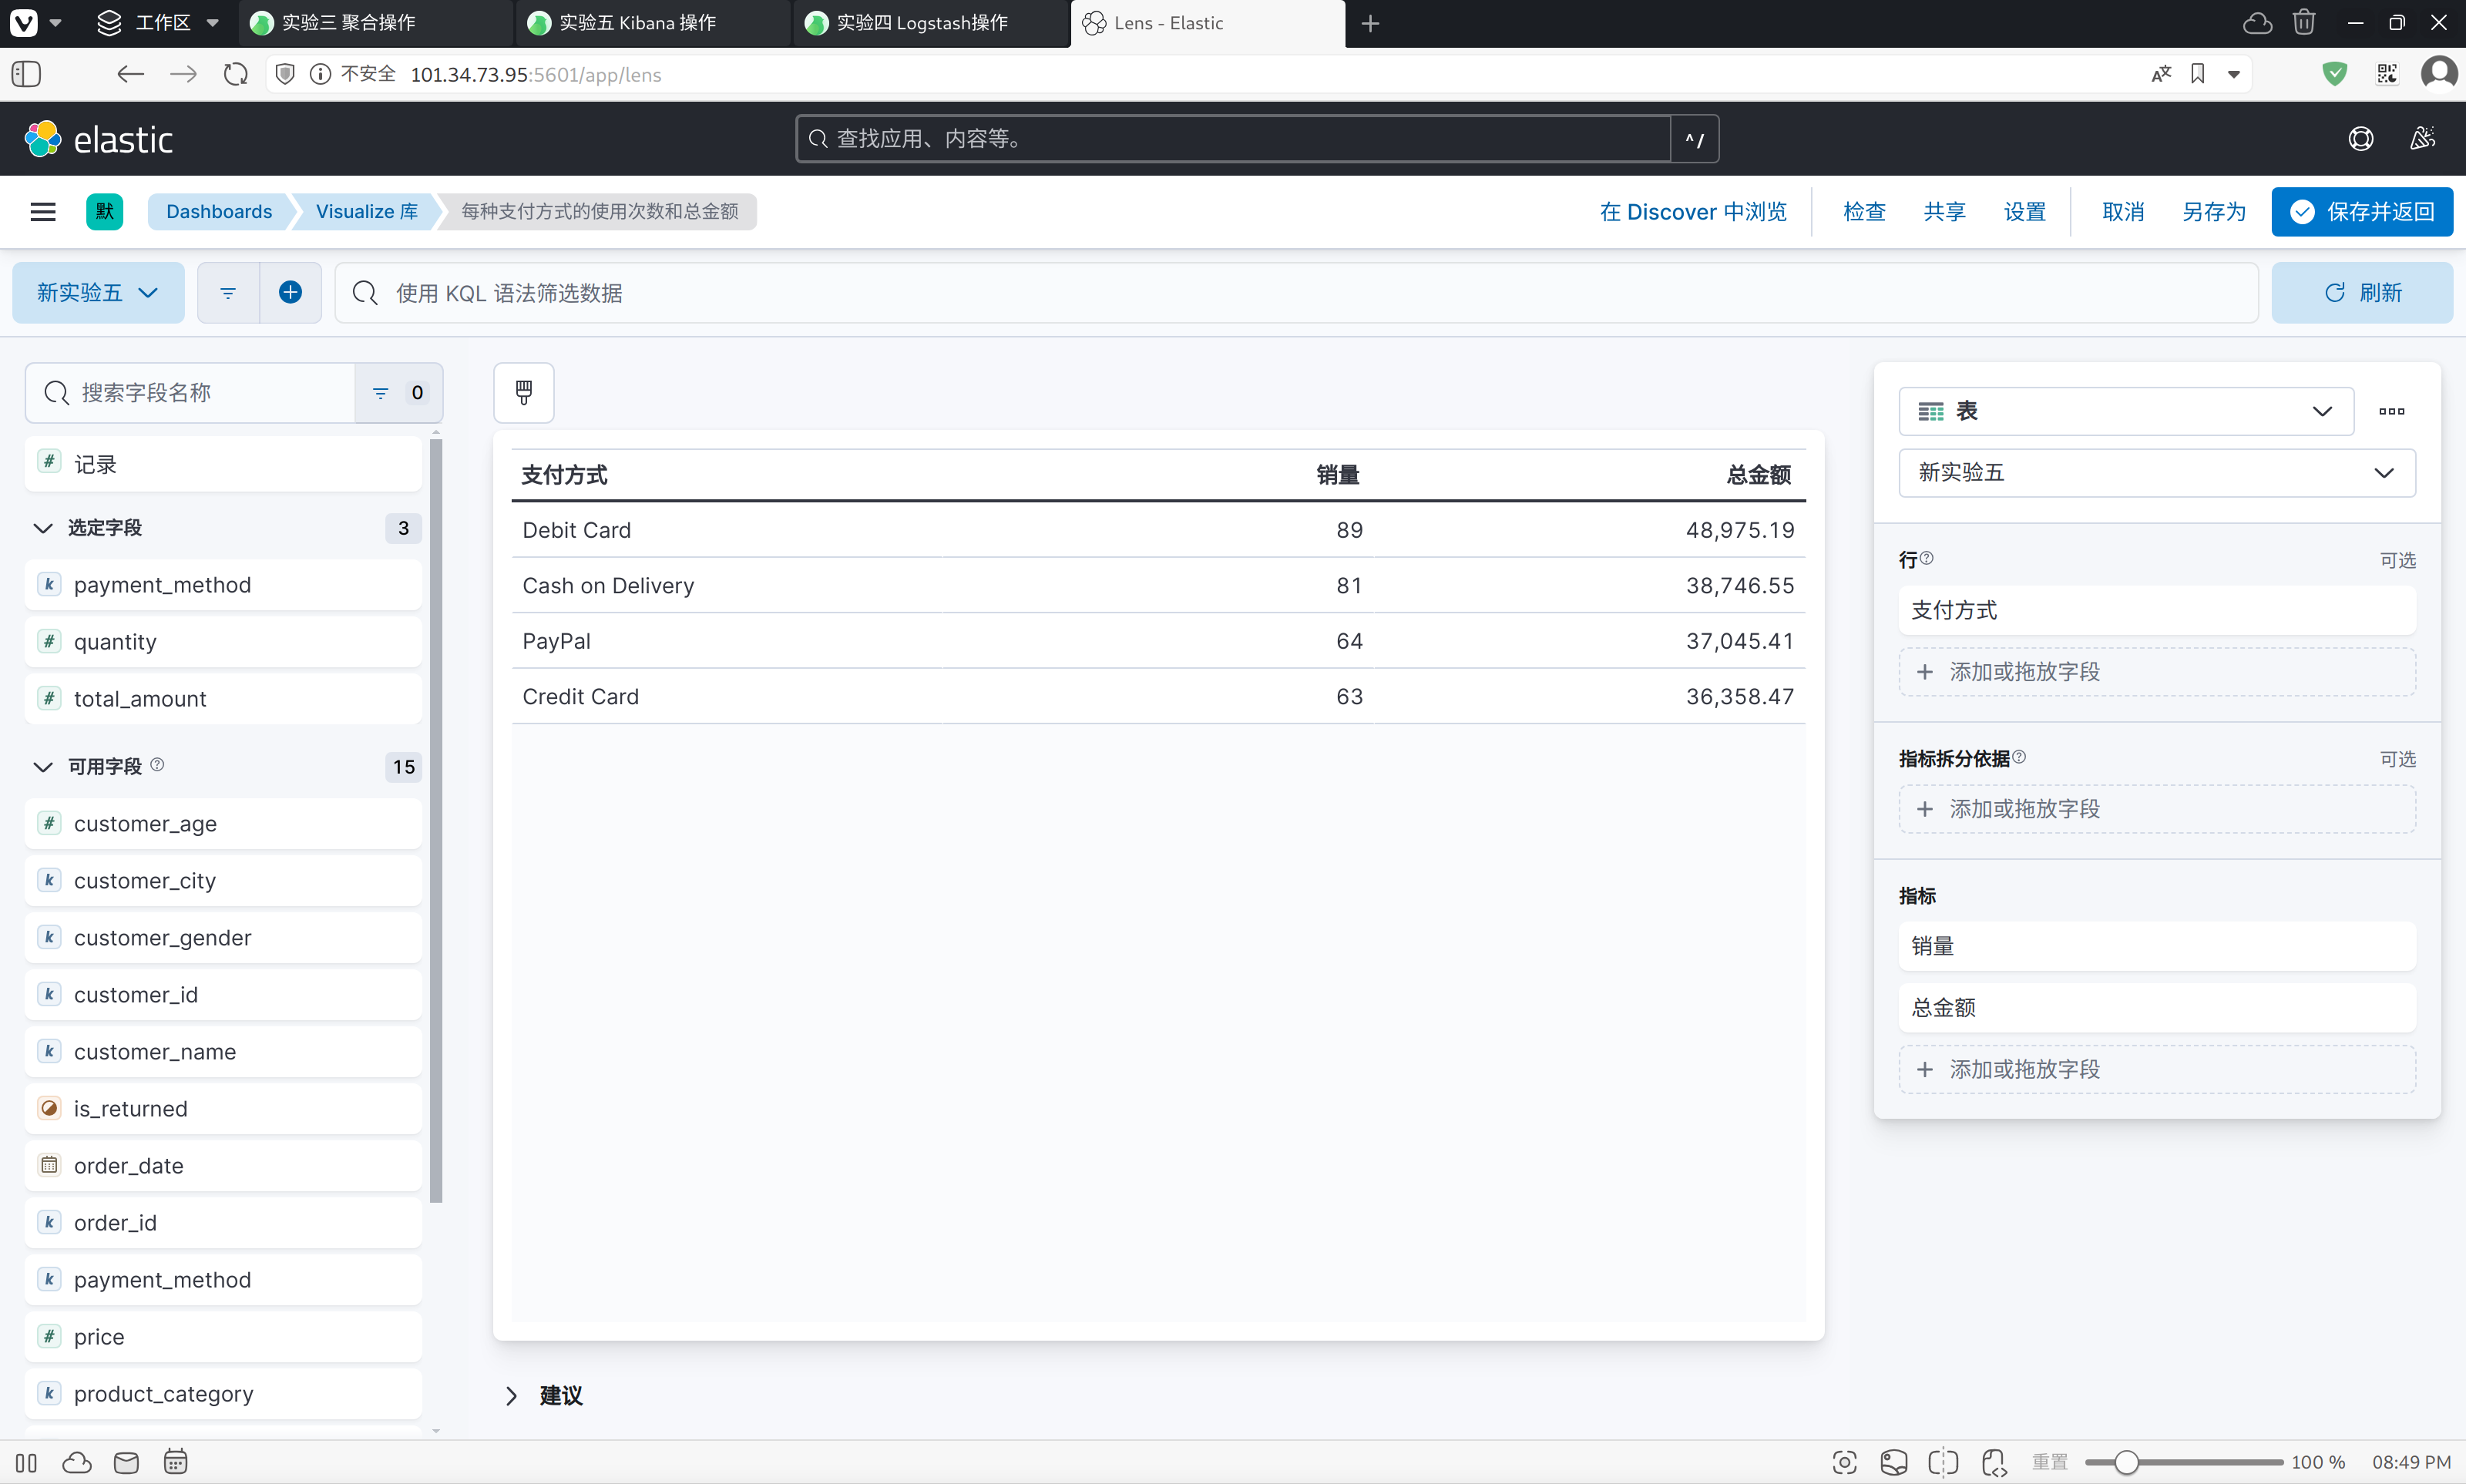 工作区
实验三 聚合操作
实验五 Kibana 操作
实验四 Logstash操作
Lens - Elastic
不安全 101.34.73.95:5601/app/lens
elastic
查找应用、内容等。
^/
默
Dashboards
Visualize 库
每种支付方式的使用次数和总金额
在 Discover 中浏览
检查
共享
设置
取消
另存为
保存并返回
新实验五
使用 KQL 语法筛选数据
刷新
搜索字段名称
0
记录
选定字段
3
payment_method
quantity
total_amount
可用字段
15
customer_age
customer_city
customer_gender
customer_id
customer_name
is_returned
order_date
order_id
payment_method
price
product_category
支付方式 销量 总金额
Debit Card 89 48,975.19
Cash on Delivery 81 38,746.55
PayPal 64 37,045.41
Credit Card 63 36,358.47
建议
表
新实验五
行
可选
支付方式
添加或拖放字段
指标拆分依据
可选
添加或拖放字段
指标
销量
总金额
添加或拖放字段
重置
100 %
08:49 PM